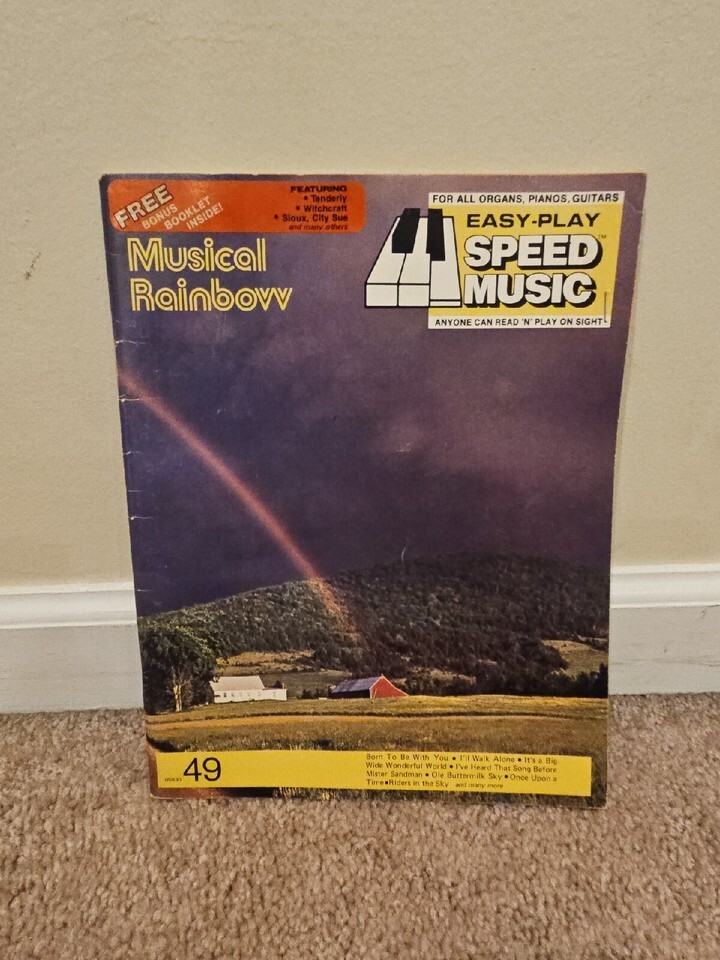 FREE
BONUS
BOOKLET
INSIDE!
FEATURING
• Tenderly
• Witchcraft
• Sioux, City Sue
and many others
Musical
Rainbow
FOR ALL ORGANS, PIANOS, GUITARS
EASY-PLAY
SPEED™
MUSIC
ANYONE CAN READ 'N' PLAY ON SIGHT
49
Born To Be With You • I'll Walk Alone • It's a Big
Wide Wonderful World • I've Heard That Song Before
Mister Sandman • Ole Buttermilk Sky • Once Upon a
Time • Riders in the Sky and many more